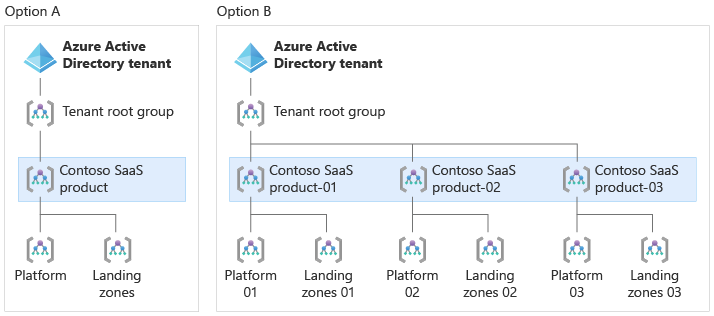 Option A
Azure Active
Directory tenant
Tenant root group
Contoso SaaS
product
Platform
Landing
zones
Option B
Azure Active
Directory tenant
Tenant root group
Contoso SaaS
product-01
Contoso SaaS
product-02
Contoso SaaS
product-03
Platform
01
Landing
zones 01
Platform
02
Landing
zones 02
Platform
03
Landing
zones 03